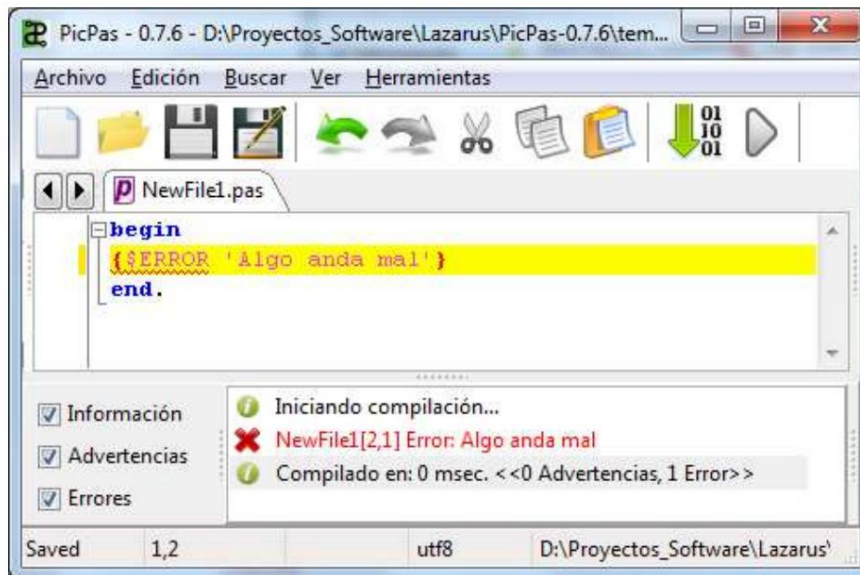 PicPas - 0.7.6 - D:\Proyectos_Software\Lazarus\PicPas-0.7.6\tem...
Archivo Edición Buscar Ver Herramientas
01
10
01
NewFile1.pas
begin
{$ERROR 'Algo anda mal'}
end.
Información
Advertencias
Errores
Iniciando compilación...
NewFile1[2,1] Error: Algo anda mal
Compilado en: 0 msec. <<0 Advertencias, 1 Error>>
Saved 1,2 utf8 D:\Proyectos_Software\Lazarus\